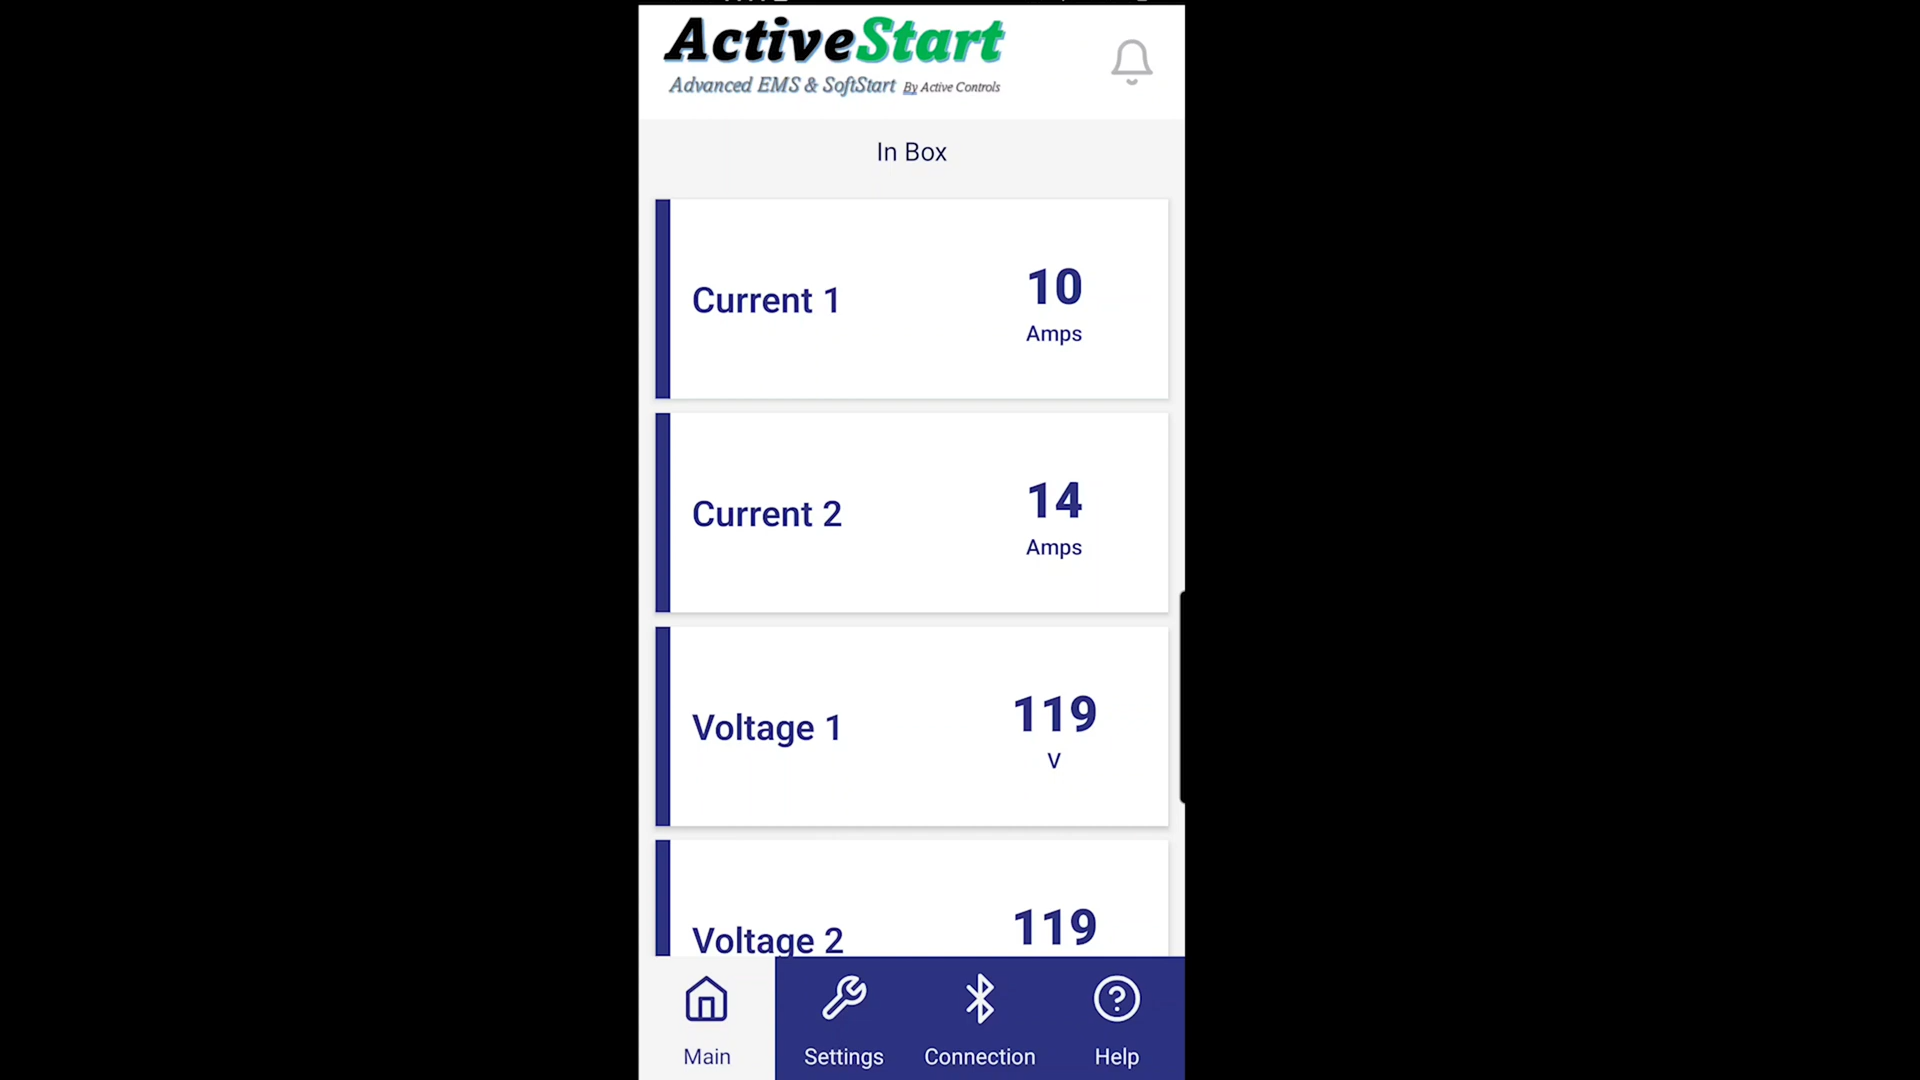 ActiveStart
Advanced EMS & SoftStart By Active Controls
In Box
Current 1
10
Amps
Current 2
14
Amps
Voltage 1
119
V
Voltage 2
119
Main
Settings
Connection
Help